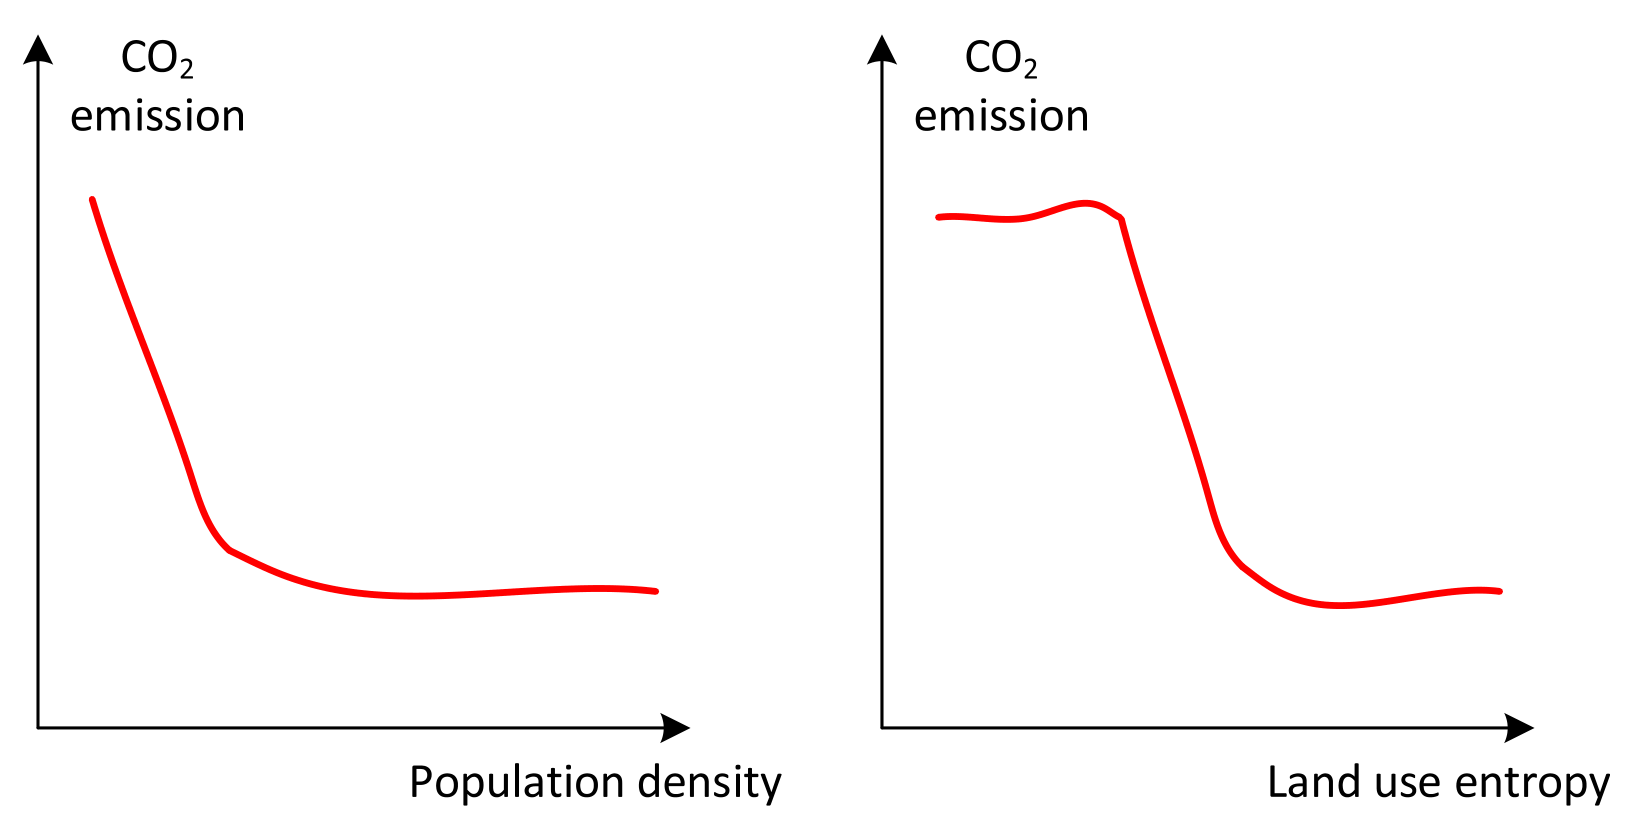 CO₂
emission
Population density
CO₂
emission
Land use entropy